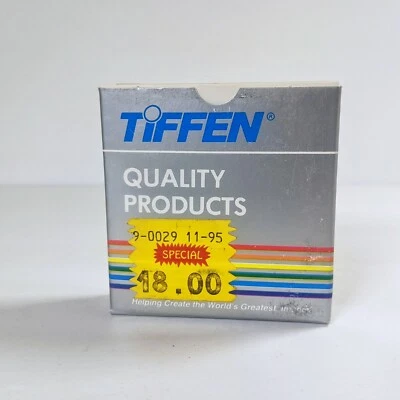 TiFFEN®
QUALITY
PRODUCTS
9-0029 11-95
SPECIAL
18.00
Helping Create the World's Greatest